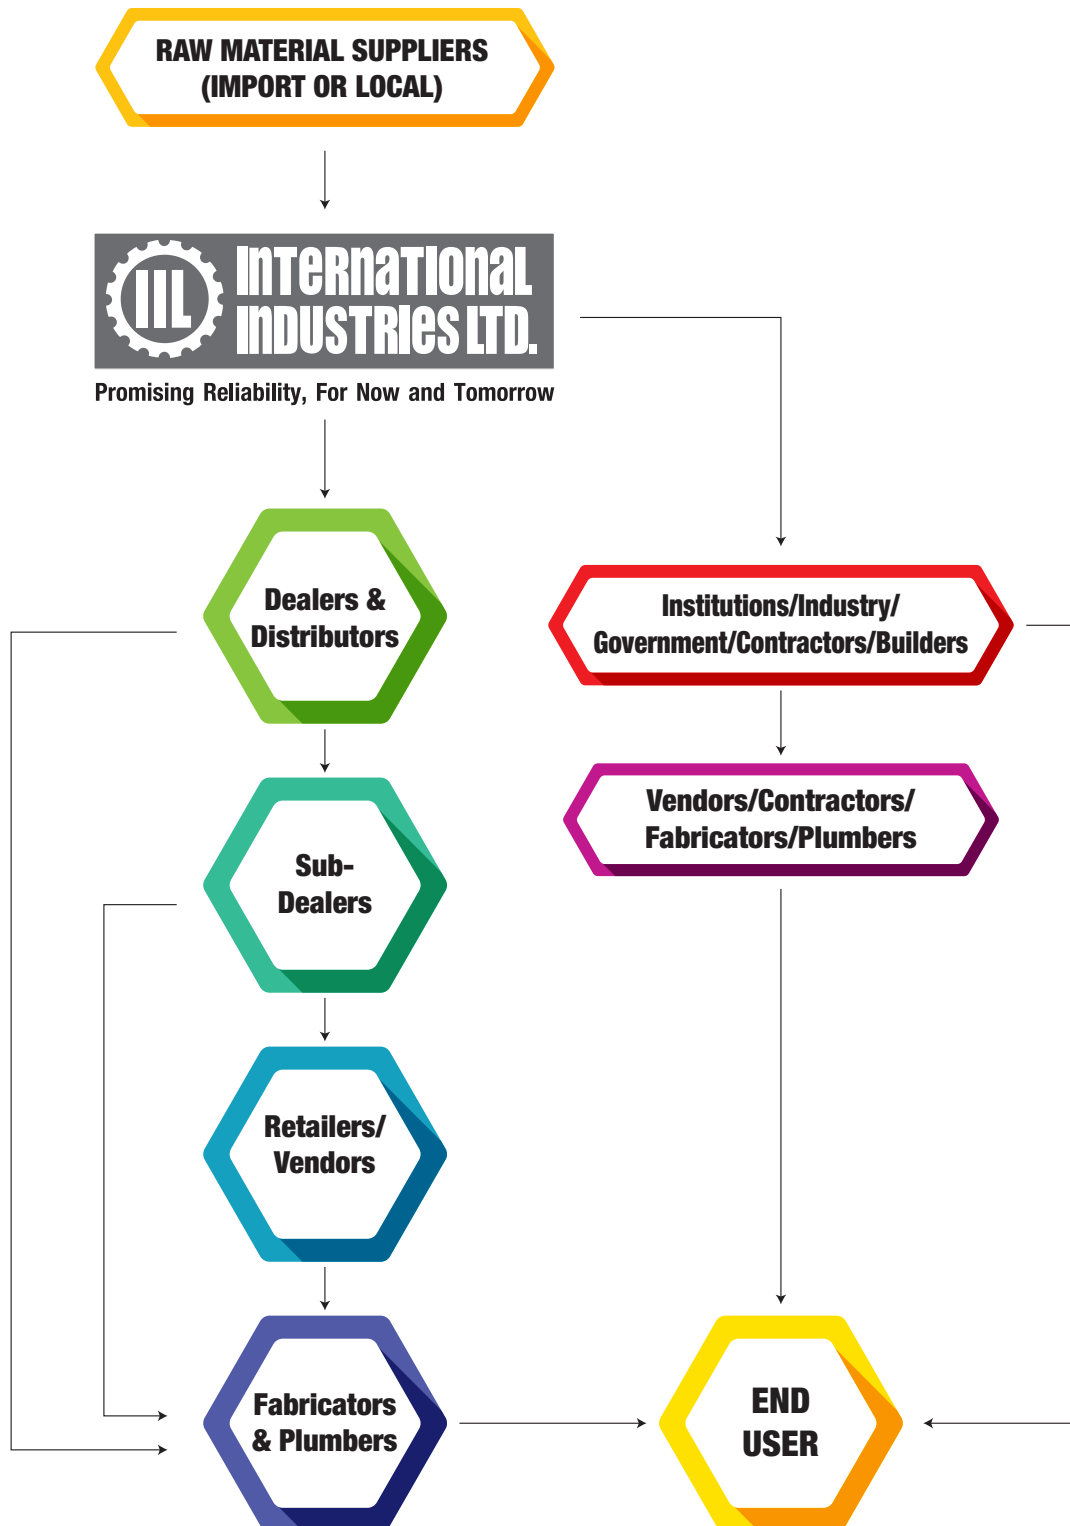 RAW MATERIAL SUPPLIERS
(IMPORT OR LOCAL)
IIL
INTERNATIONAL
INDUSTRIES LTD.
Promising Reliability, For Now and Tomorrow
Dealers &
Distributors
Institutions/Industry/
Government/Contractors/Builders
Sub-
Dealers
Vendors/Contractors/
Fabricators/Plumbers
Retailers/
Vendors
Fabricators
& Plumbers
END
USER